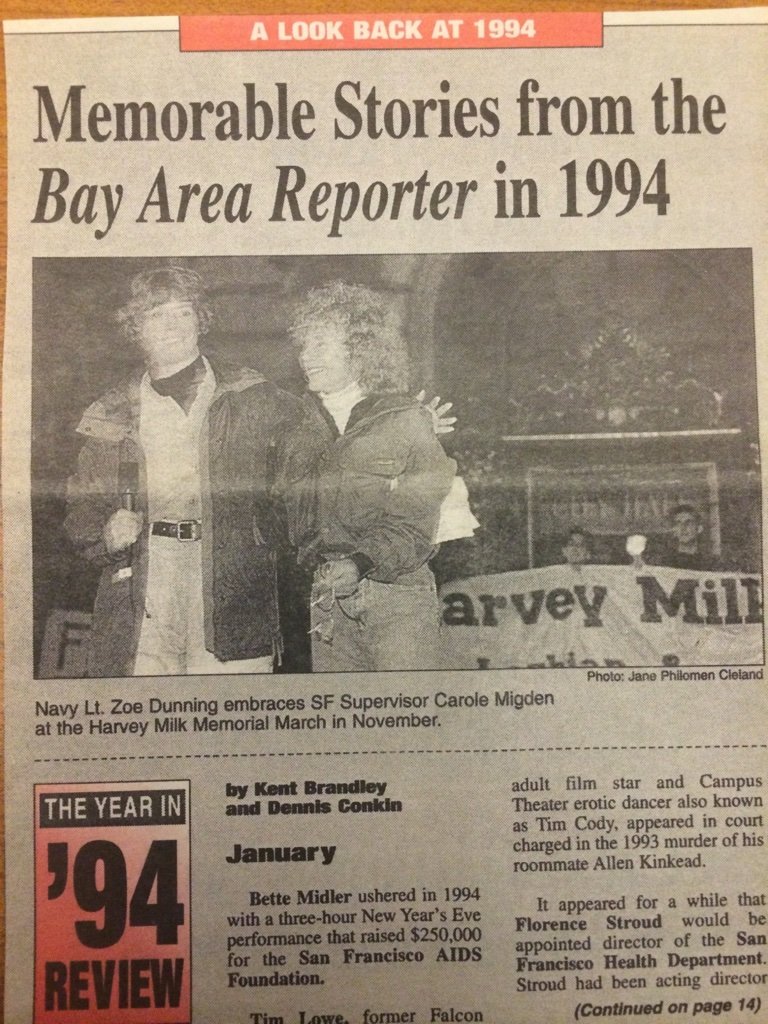 A LOOK BACK AT 1994
Memorable Stories from the
Bay Area Reporter in 1994
arvey Mil
Photo: Jane Philomen Cleland
Navy Lt. Zoe Dunning embraces SF Supervisor Carole Migden
at the Harvey Milk Memorial March in November.
THE YEAR IN
'94
REVIEW
by Kent Brandley
and Dennis Conkin
January
Bette Midler ushered in 1994
with a three-hour New Year's Eve
performance that raised $250,000
for the San Francisco AIDS
Foundation.
Tim Lowe, former Falcon
adult film star and Campus
Theater erotic dancer also known
as Tim Cody, appeared in court
charged in the 1993 murder of his
roommate Allen Kinkead.
It appeared for a while that
Florence Stroud would be
appointed director of the San
Francisco Health Department.
Stroud had been acting director
(Continued on page 14)